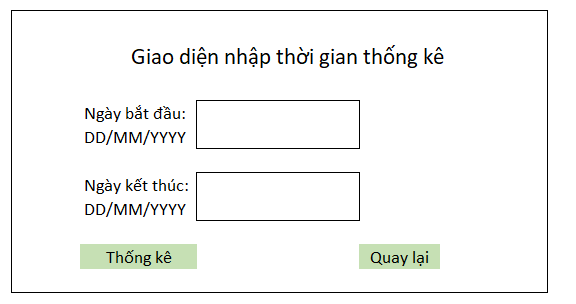 Giao diện nhập thời gian thống kê
Ngày bắt đầu:
DD/MM/YYYY
Ngày kết thúc:
DD/MM/YYYY
Thống kê
Quay lại